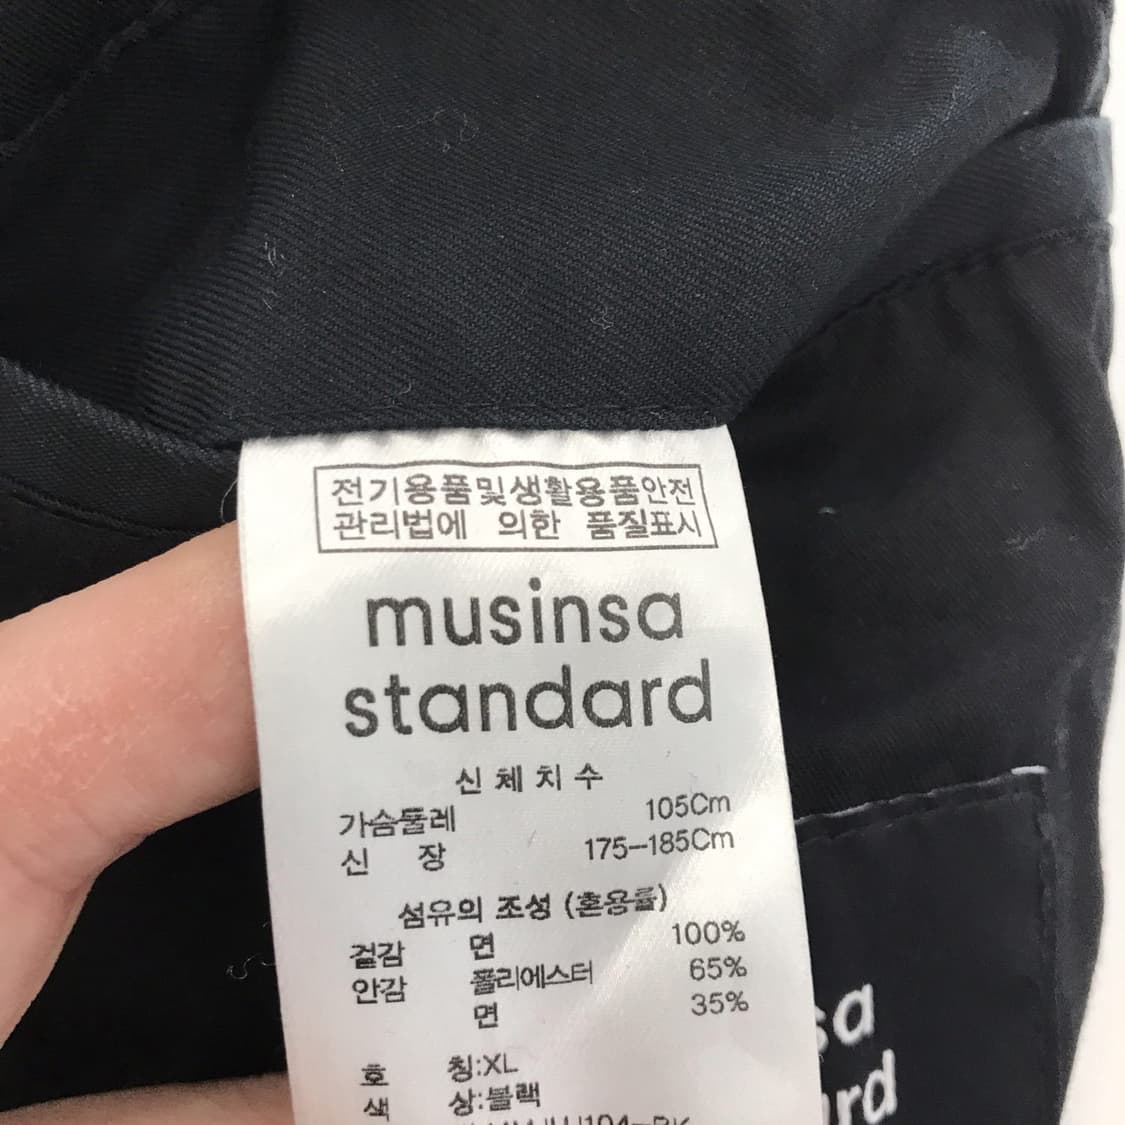 전기용품및생활용품안전
관리법에 의한 품질표시
musinsa
standard
신체치수
가슴둘레 105Cm
신 장 175-185Cm
섬유의 조성 (혼용률)
겉감 면 100%
안감 폴리에스터 65%
면 35%
호 칭:XL
색 상:블랙
sa
ard